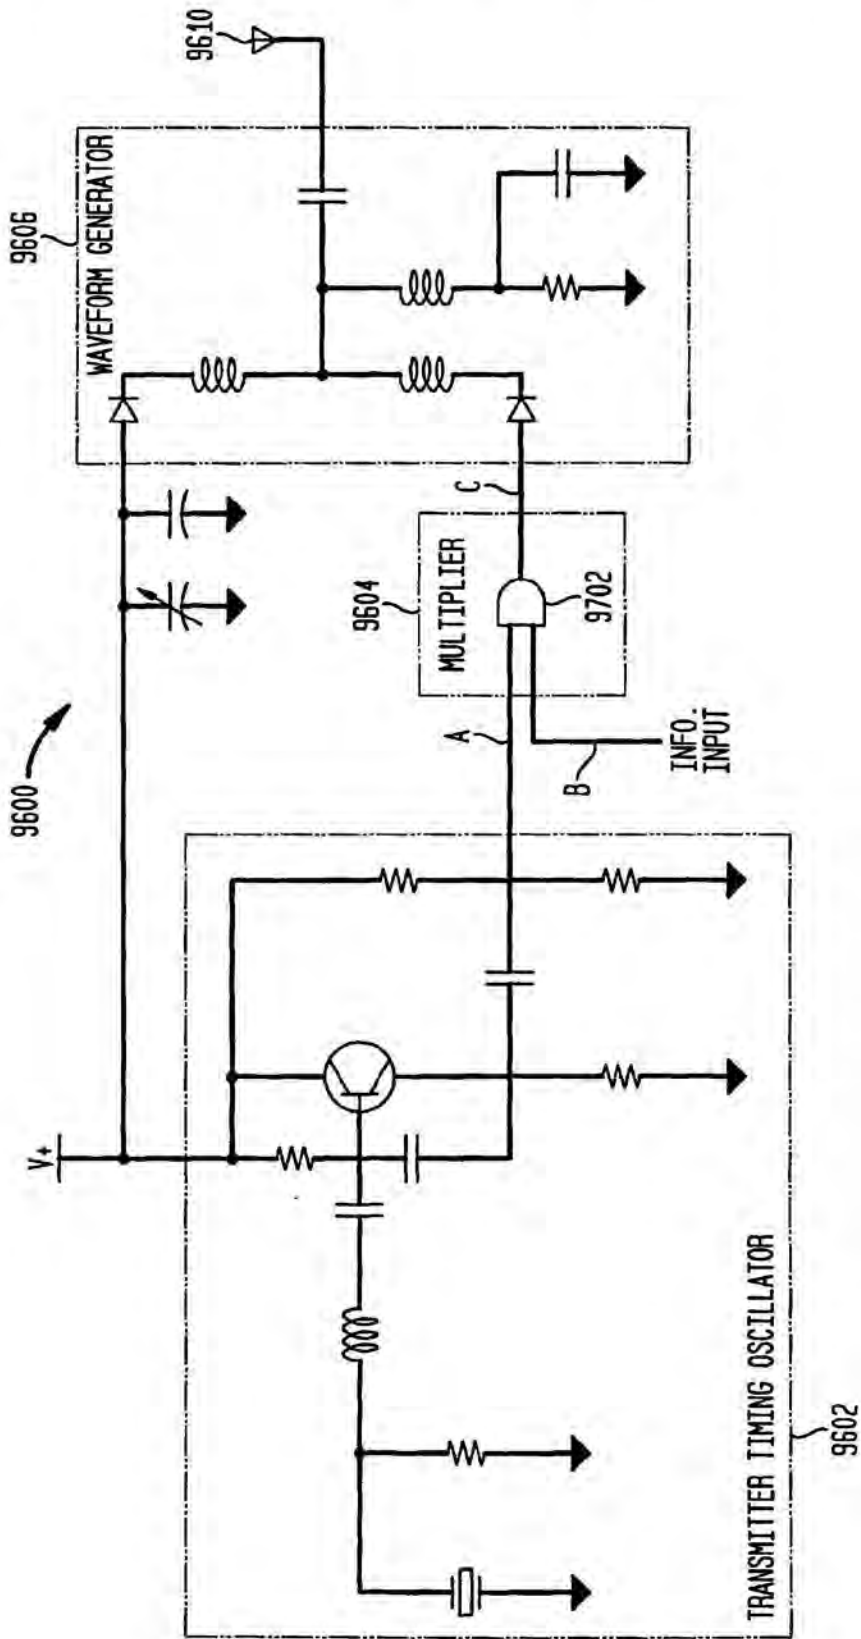 9600
V+
9606
WAVEFORM GENERATOR
9610
9604
MULTIPLIER
9702
A
B
C
INFO.
INPUT
TRANSMITTER TIMING OSCILLATOR
9602